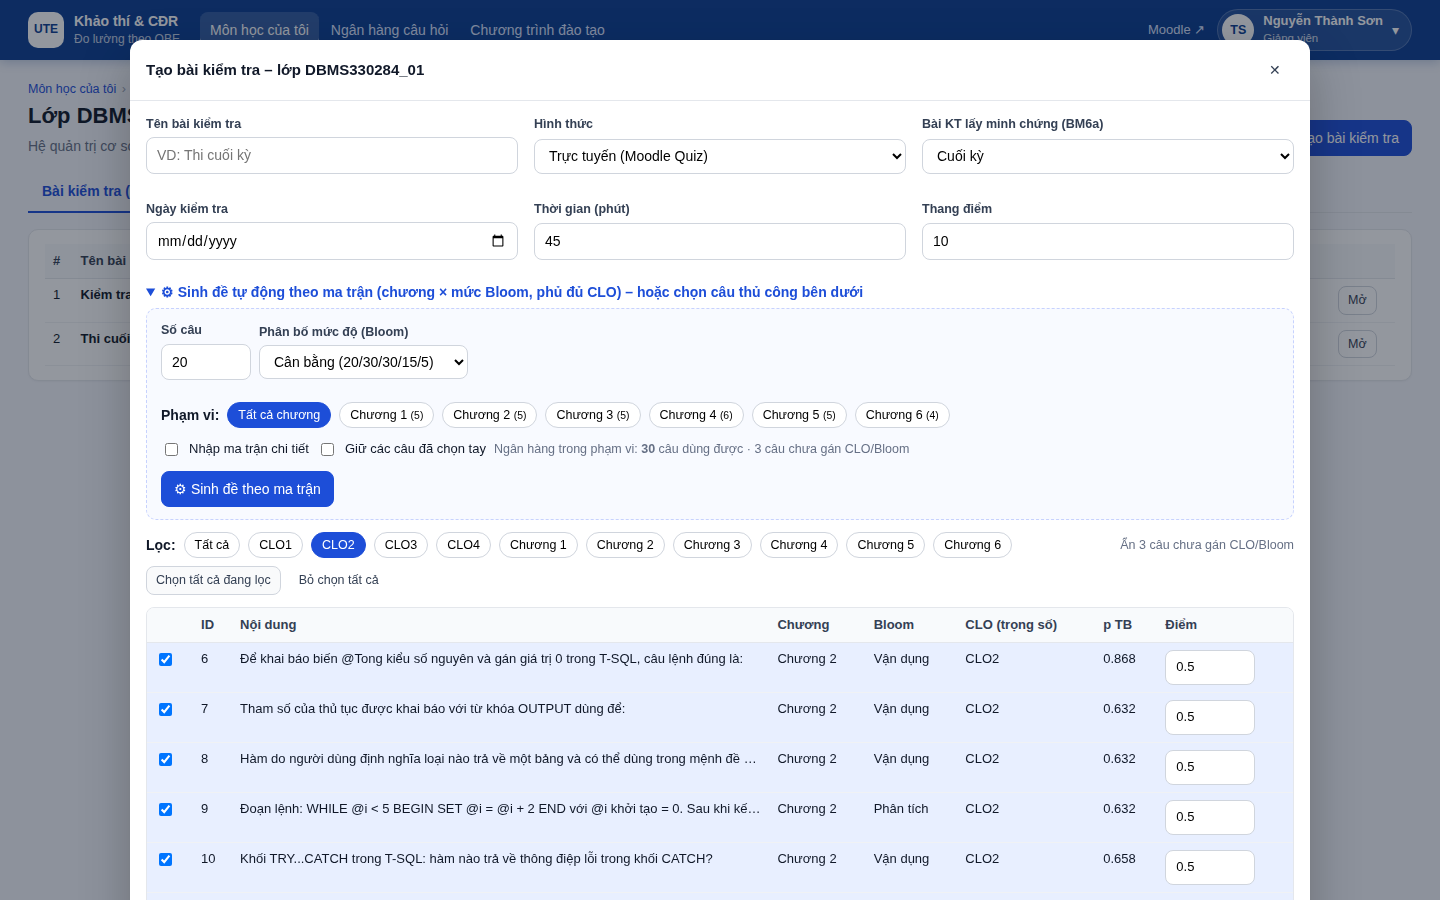 UTE
Khảo thí & CĐR
Đo lường theo OBE
Môn học của tôi
Ngân hàng câu hỏi
Chương trình đào tạo
Moodle ↗
TS
Nguyễn Thành Sơn
Giảng viên
▾
Môn học của tôi ›
Lớp DBMS
Hệ quản trị cơ sở
ạo bài kiểm tra
Bài kiểm tra (
# Tên bài
1 Kiểm tra Mở
2 Thi cuối Mở
Tạo bài kiểm tra – lớp DBMS330284_01
✕
Tên bài kiểm tra
VD: Thi cuối kỳ
Hình thức
Trực tuyến (Moodle Quiz)
Bài KT lấy minh chứng (BM6a)
Cuối kỳ
Ngày kiểm tra
mm/dd/yyyy
Thời gian (phút)
45
Thang điểm
10
▼ ⚙ Sinh đề tự động theo ma trận (chương × mức Bloom, phủ đủ CLO) – hoặc chọn câu thủ công bên dưới
Số câu
20
Phân bố mức độ (Bloom)
Cân bằng (20/30/30/15/5)
Phạm vi: Tất cả chương Chương 1 (5) Chương 2 (5) Chương 3 (5) Chương 4 (6) Chương 5 (5) Chương 6 (4)
Nhập ma trận chi tiết Giữ các câu đã chọn tay Ngân hàng trong phạm vi: 30 câu dùng được · 3 câu chưa gán CLO/Bloom
⚙ Sinh đề theo ma trận
Lọc: Tất cả CLO1 CLO2 CLO3 CLO4 Chương 1 Chương 2 Chương 3 Chương 4 Chương 5 Chương 6 Ẩn 3 câu chưa gán CLO/Bloom
Chọn tất cả đang lọc Bỏ chọn tất cả
ID Nội dung Chương Bloom CLO (trọng số) p TB Điểm
6 Để khai báo biến @Tong kiểu số nguyên và gán giá trị 0 trong T-SQL, câu lệnh đúng là: Chương 2 Vận dụng CLO2 0.868 0.5
7 Tham số của thủ tục được khai báo với từ khóa OUTPUT dùng để: Chương 2 Vận dụng CLO2 0.632 0.5
8 Hàm do người dùng định nghĩa loại nào trả về một bảng và có thể dùng trong mệnh đề … Chương 2 Vận dụng CLO2 0.632 0.5
9 Đoạn lệnh: WHILE @i < 5 BEGIN SET @i = @i + 2 END với @i khởi tạo = 0. Sau khi kế… Chương 2 Phân tích CLO2 0.632 0.5
10 Khối TRY...CATCH trong T-SQL: hàm nào trả về thông điệp lỗi trong khối CATCH? Chương 2 Vận dụng CLO2 0.658 0.5